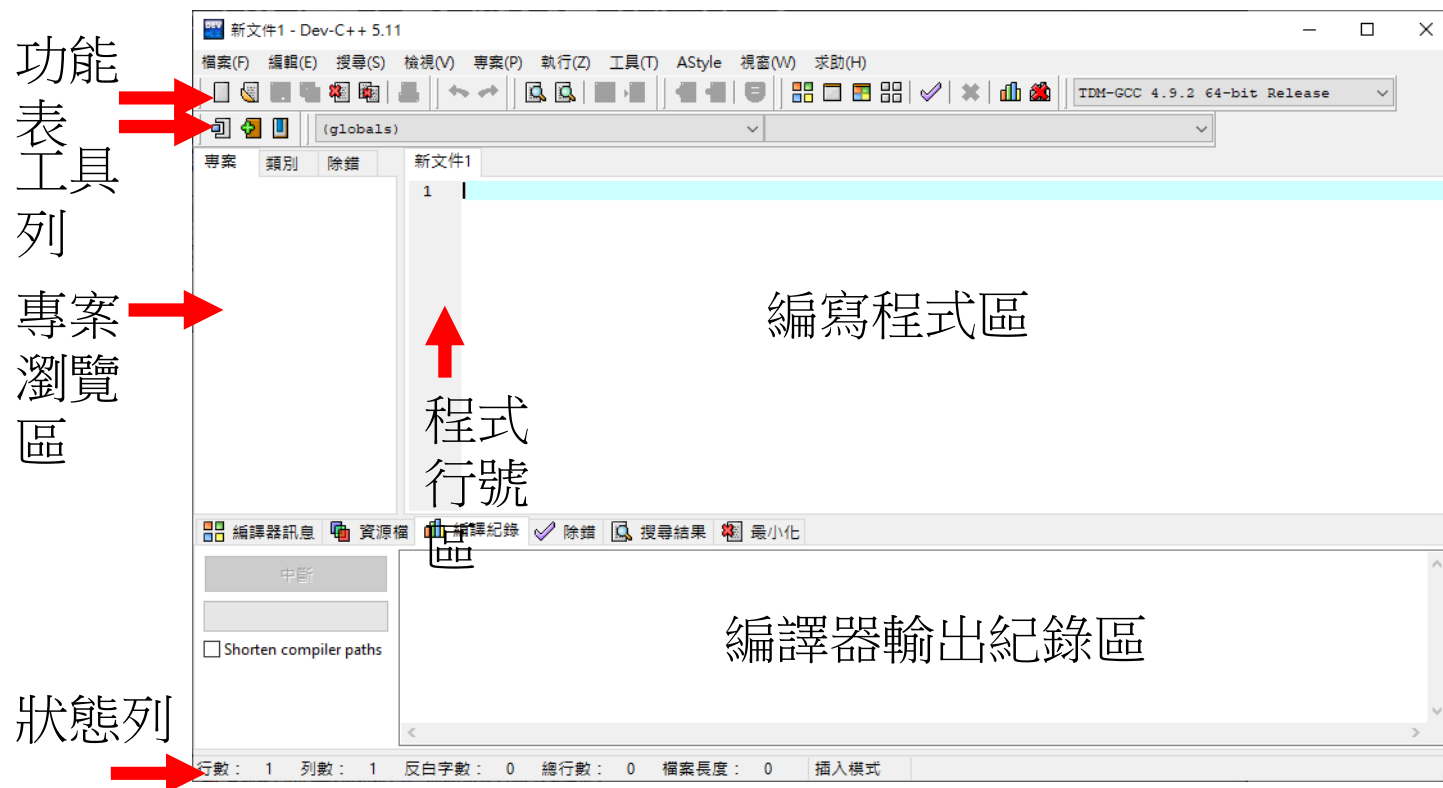 新文件1 - Dev-C++ 5.11
檔案(F) 編輯(E) 搜尋(S) 檢視(V) 專案(P) 執行(Z) 工具(T) AStyle 視窗(W) 求助(H)
TDM-GCC 4.9.2 64-bit Release
(globals)
專案 類別 除錯 新文件1
1
功能
表
工具
列
專案
瀏覽
區
編寫程式區
程式
行號
區
編譯器訊息 資源檔 編譯紀錄 除錯 搜尋結果 最小化
中斷
Shorten compiler paths
編譯器輸出紀錄區
狀態列
行數： 1 列數： 1 反白字數： 0 總行數： 0 檔案長度： 0 插入模式